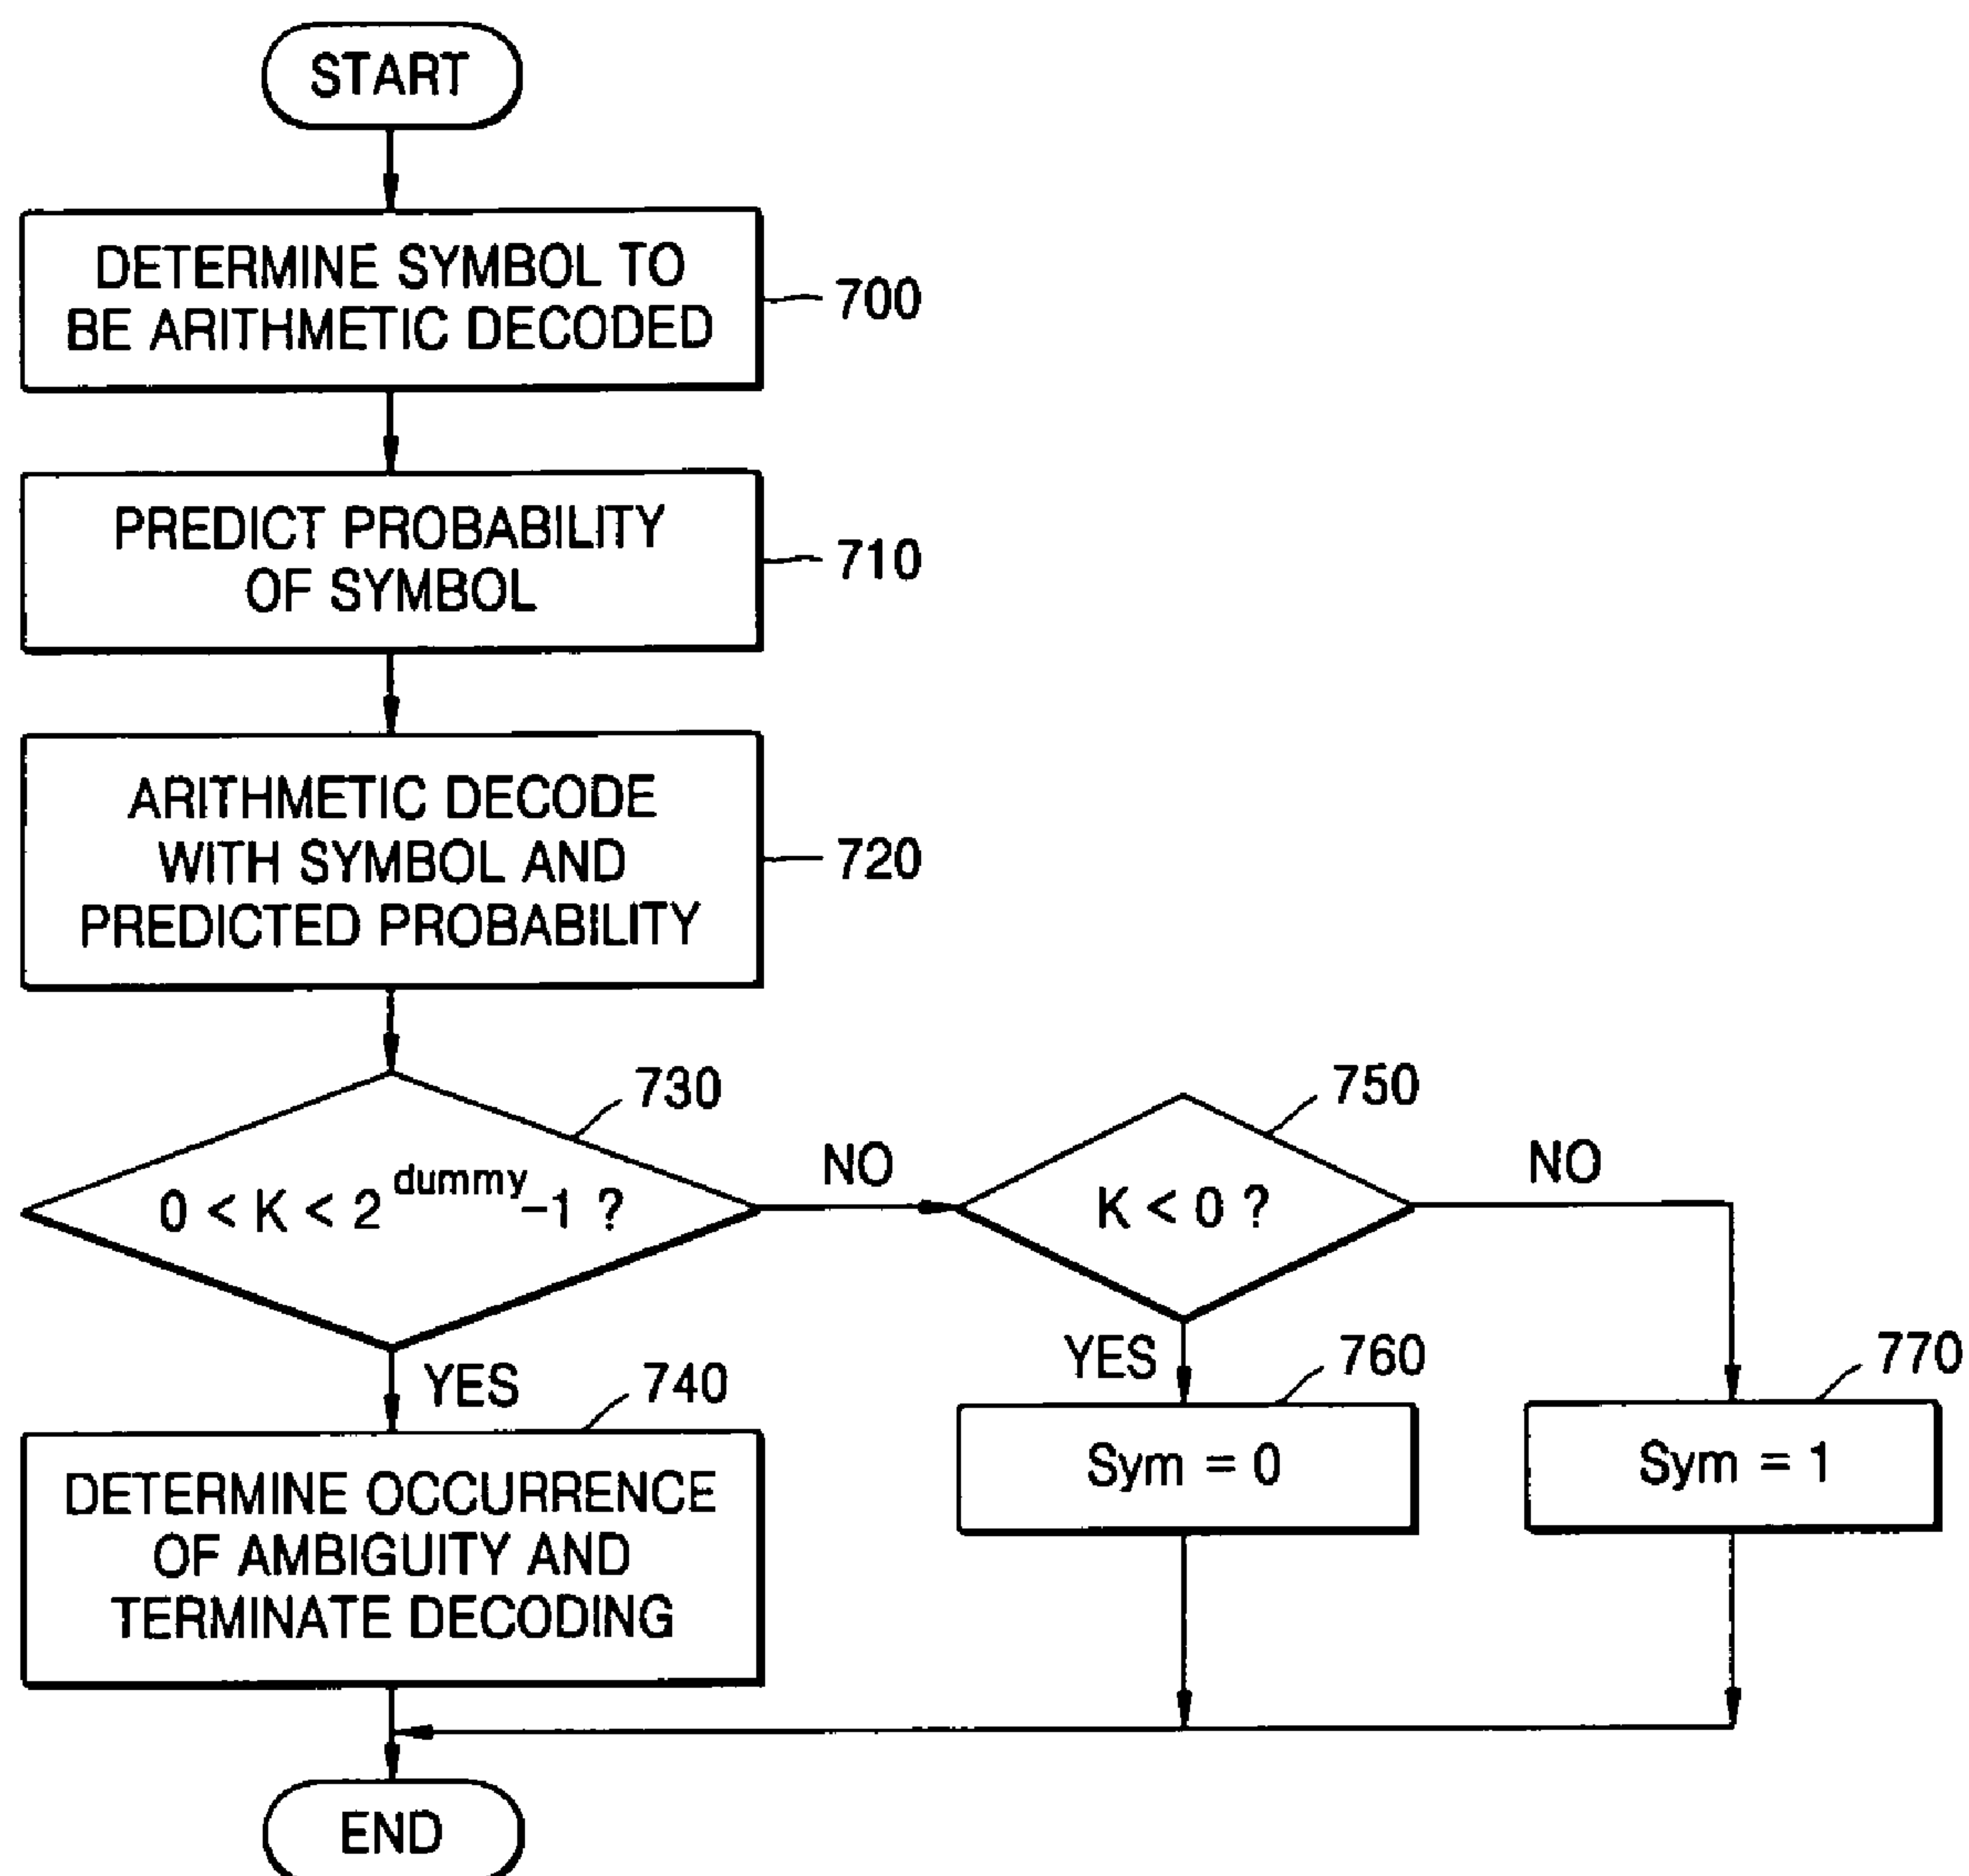 START
DETERMINE SYMBOL TO
BE ARITHMETIC DECODED
700
PREDICT PROBABILITY
OF SYMBOL
710
ARITHMETIC DECODE
WITH SYMBOL AND
PREDICTED PROBABILITY
720
730
0 < K < 2^dummy-1 ?
NO
750
K < 0 ?
NO
YES
740
DETERMINE OCCURRENCE
OF AMBIGUITY AND
TERMINATE DECODING
YES
760
Sym = 0
770
Sym = 1
END